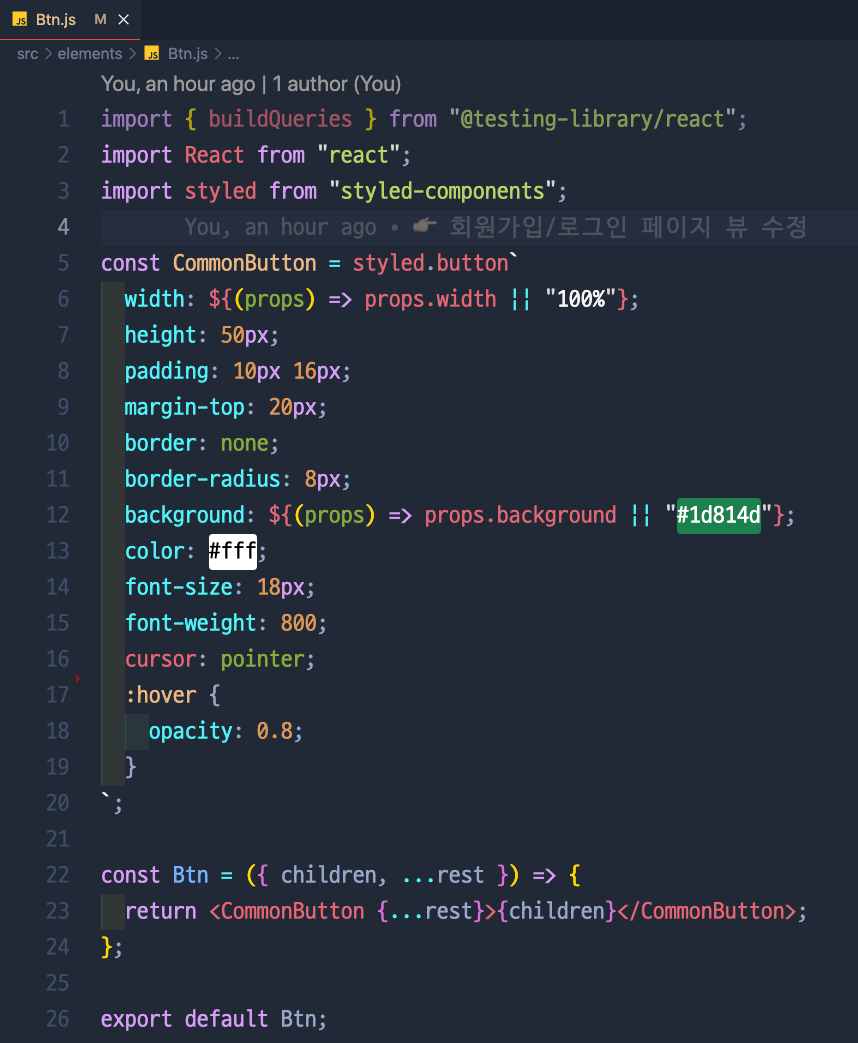 JS Btn.js M ×
src > elements > JS Btn.js > ...
You, an hour ago | 1 author (You)
1 import { buildQueries } from "@testing-library/react";
2 import React from "react";
3 import styled from "styled-components";
4 You, an hour ago • 👉🏽 회원가입/로그인 페이지 뷰 수정
5 const CommonButton = styled.button`
6 width: ${(props) => props.width || "100%"};
7 height: 50px;
8 padding: 10px 16px;
9 margin-top: 20px;
10 border: none;
11 border-radius: 8px;
12 background: ${(props) => props.background || "#1d814d"};
13 color: #fff;
14 font-size: 18px;
15 font-weight: 800;
16 cursor: pointer;
17 :hover {
18 opacity: 0.8;
19 }
20 `;
21
22 const Btn = ({ children, ...rest }) => {
23 return <CommonButton {...rest}>{children}</CommonButton>;
24 };
25
26 export default Btn;